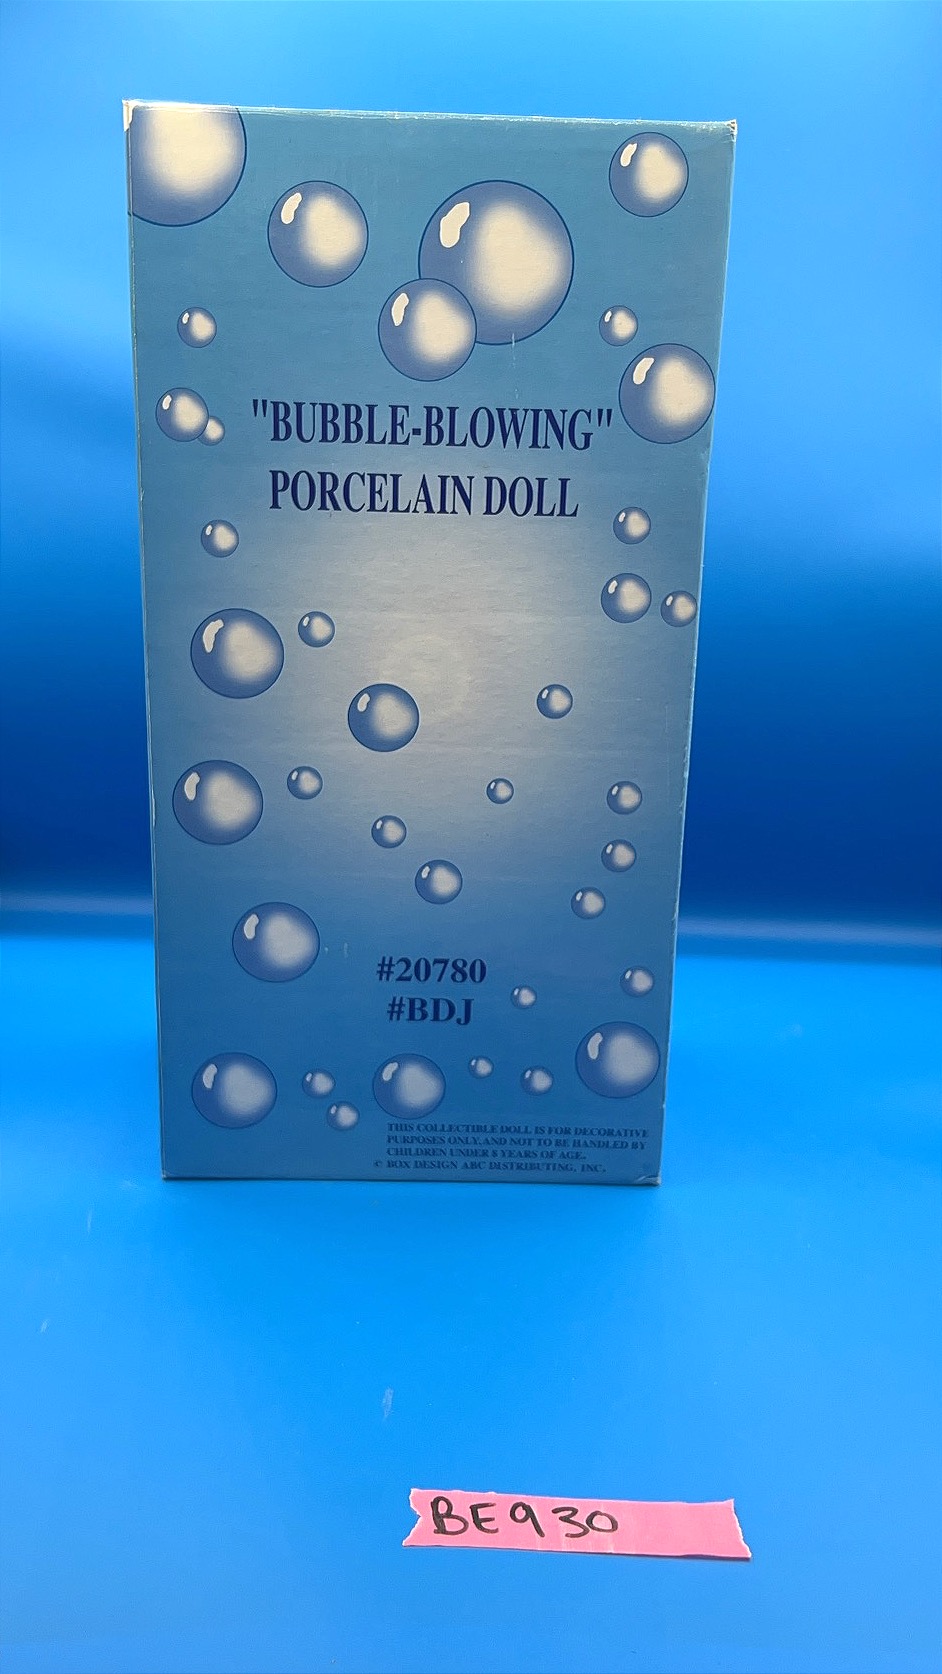 "BUBBLE-BLOWING"
PORCELAIN DOLL
#20780
#BDJ
THIS COLLECTIBLE DOLL IS FOR DECORATIVE
PURPOSES ONLY, AND NOT TO BE HANDLED BY
CHILDREN UNDER 8 YEARS OF AGE.
© BOX DESIGN ABC DISTRIBUTING, INC.
BE930